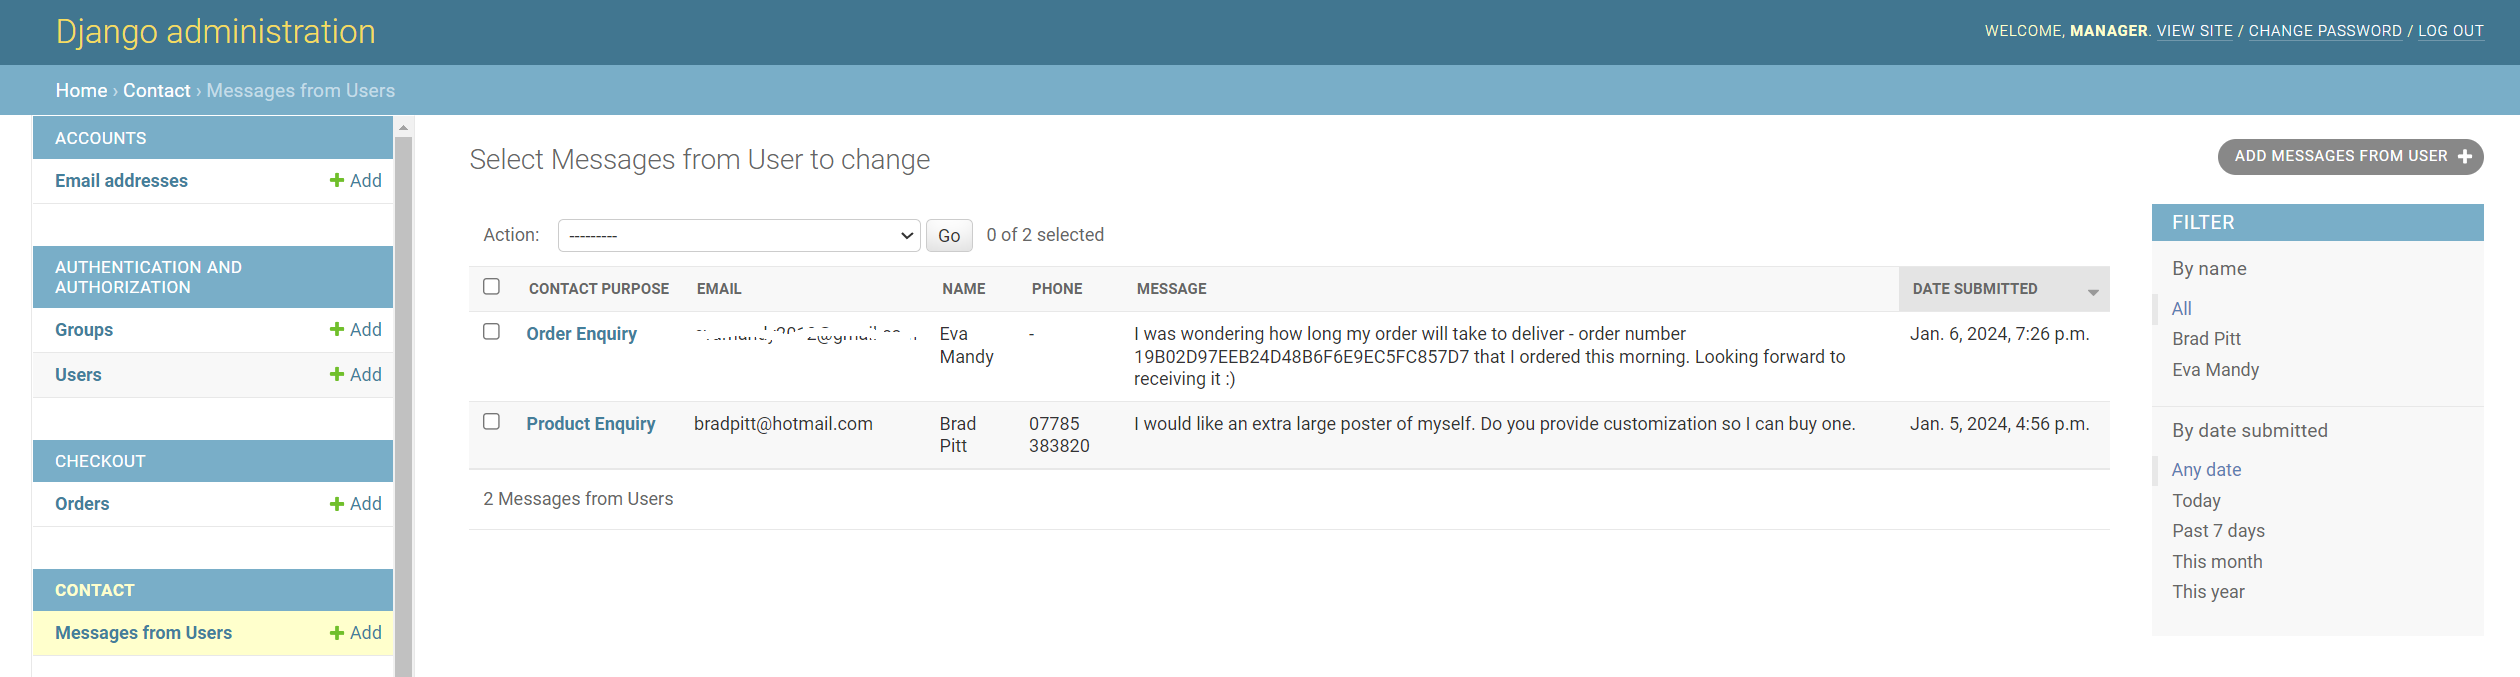 Django administration
WELCOME, MANAGER. VIEW SITE / CHANGE PASSWORD / LOG OUT
Home › Contact › Messages from Users
ACCOUNTS
Email addresses + Add
AUTHENTICATION AND
AUTHORIZATION
Groups + Add
Users + Add
CHECKOUT
Orders + Add
CONTACT
Messages from Users + Add
Select Messages from User to change
ADD MESSAGES FROM USER +
Action: --------- Go 0 of 2 selected
CONTACT PURPOSE EMAIL NAME PHONE MESSAGE DATE SUBMITTED
Order Enquiry Eva - I was wondering how long my order will take to deliver - order number Jan. 6, 2024, 7:26 p.m.
Mandy 19B02D97EEB24D48B6F6E9EC5FC857D7 that I ordered this morning. Looking forward to
receiving it :)
Product Enquiry bradpitt@hotmail.com Brad 07785 I would like an extra large poster of myself. Do you provide customization so I can buy one. Jan. 5, 2024, 4:56 p.m.
Pitt 383820
2 Messages from Users
FILTER
By name
All
Brad Pitt
Eva Mandy
By date submitted
Any date
Today
Past 7 days
This month
This year